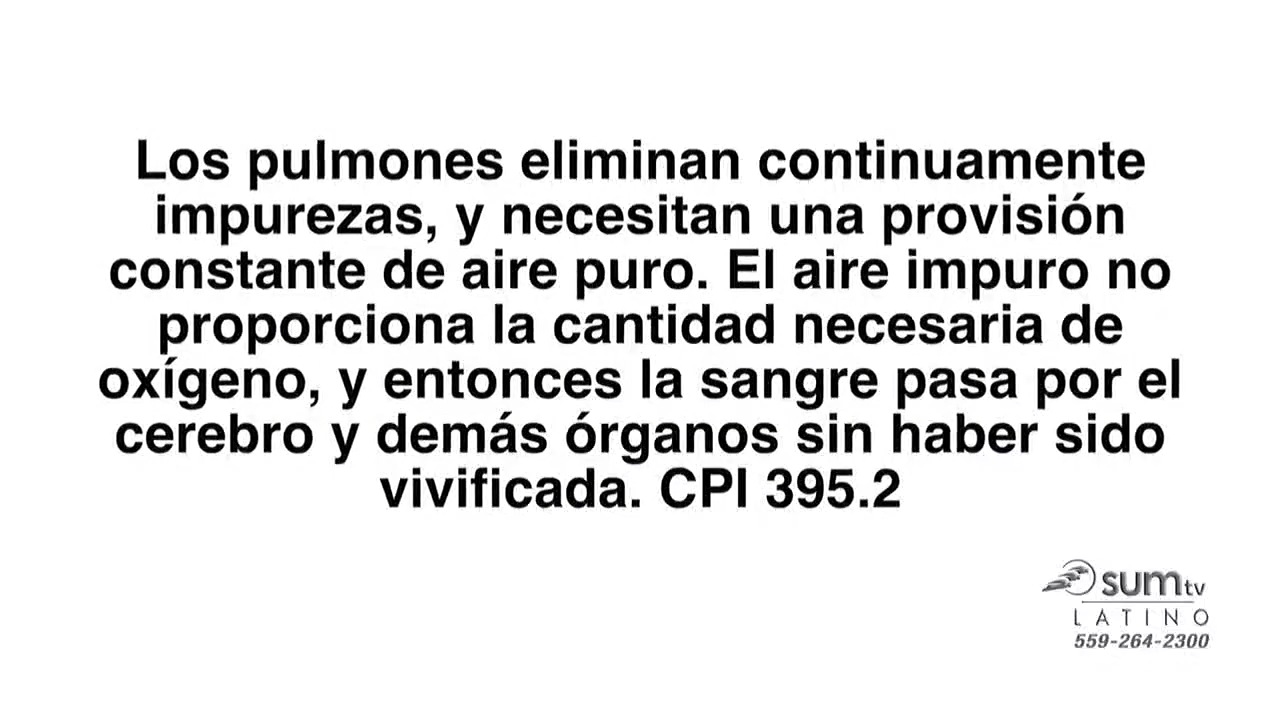 Los pulmones eliminan continuamente
impurezas, y necesitan una provisión
constante de aire puro. El aire impuro no
proporciona la cantidad necesaria de
oxígeno, y entonces la sangre pasa por el
cerebro y demás órganos sin haber sido
vivificada. CPI 395.2
sumtv
LATINO
559-264-2300